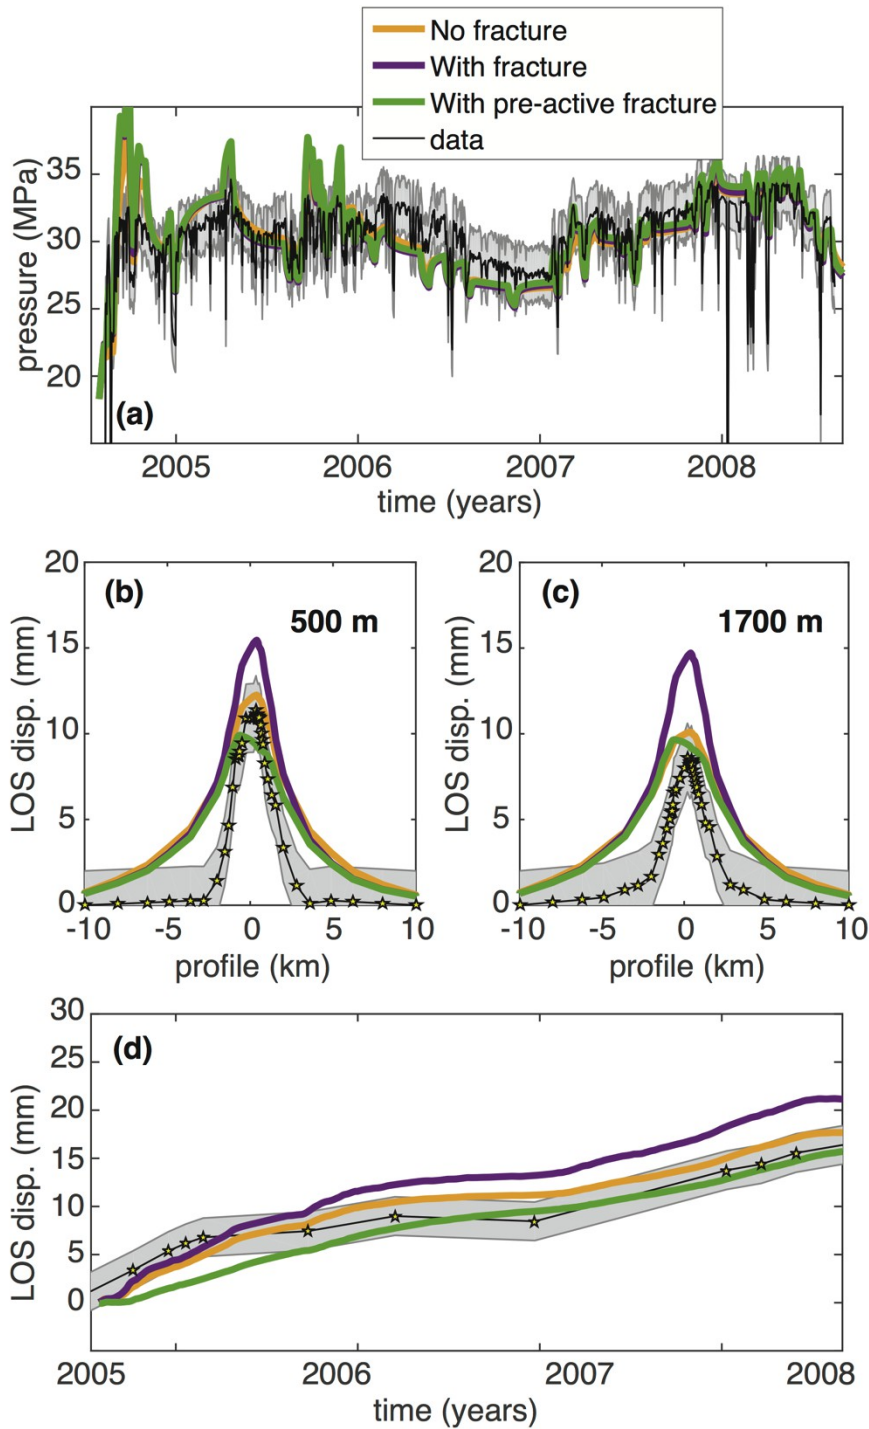 No fracture
With fracture
With pre-active fracture
data
35
30
25
20
pressure (MPa)
(a)
2005 2006 2007 2008
time (years)
20
15
10
5
0
LOS disp. (mm)
(b)
500 m
-10 -5 0 5 10
profile (km)
20
15
10
5
0
LOS disp. (mm)
(c)
1700 m
-10 -5 0 5 10
profile (km)
30
25
20
15
10
5
0
LOS disp. (mm)
(d)
2005 2006 2007 2008
time (years)